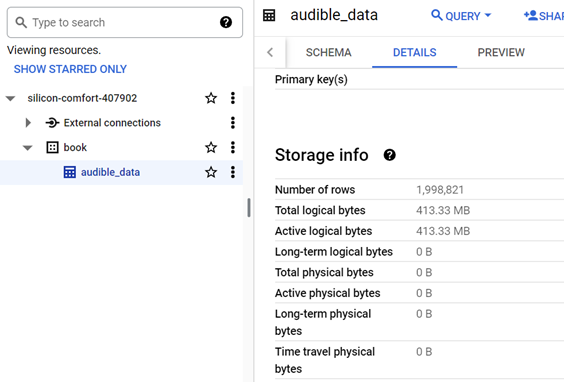 Type to search
Viewing resources.
SHOW STARRED ONLY
silicon-comfort-407902
External connections
book
audible_data
audible_data
QUERY
SHAR
SCHEMA
DETAILS
PREVIEW
Primary key(s)
Storage info
Number of rows 1,998,821
Total logical bytes 413.33 MB
Active logical bytes 413.33 MB
Long-term logical bytes 0 B
Total physical bytes 0 B
Active physical bytes 0 B
Long-term physical 0 B
bytes
Time travel physical 0 B
bytes